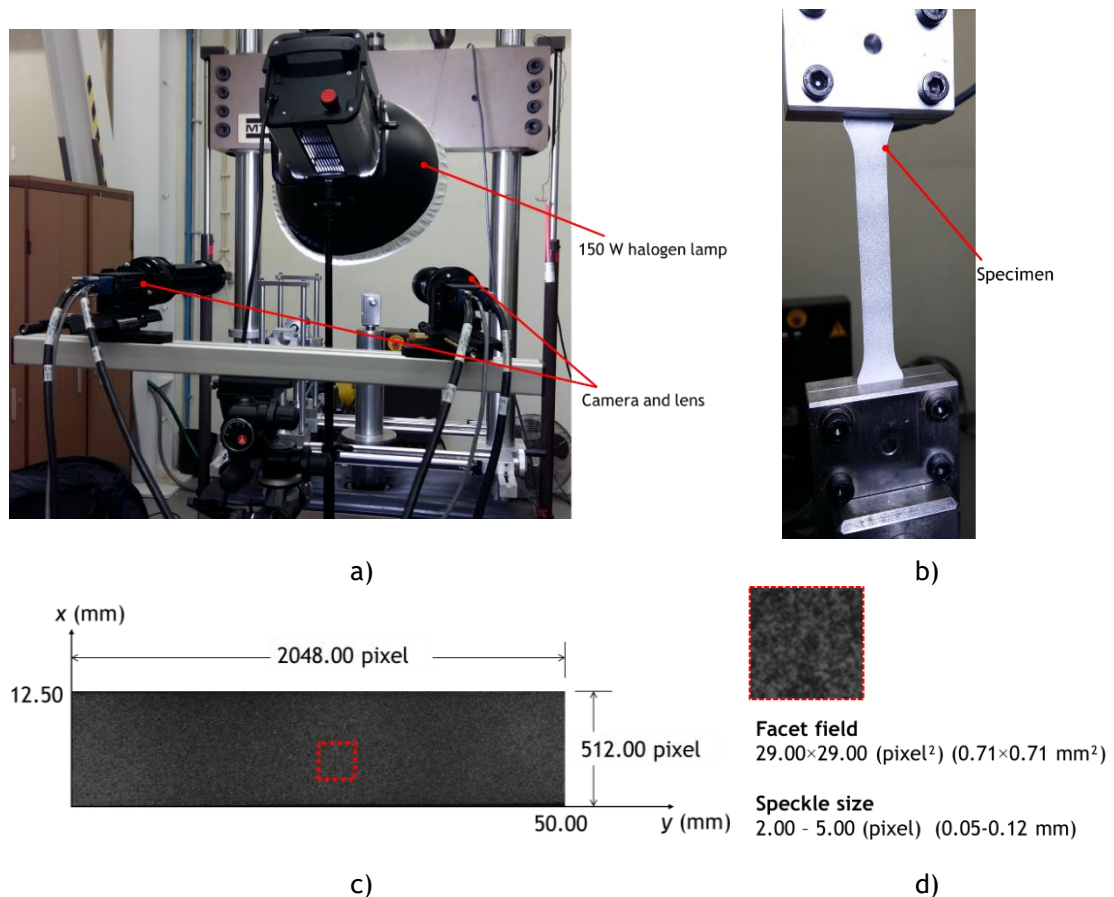 M
150 W halogen lamp
Specimen
Camera and lens
a)
b)
x (mm)
2048.00 pixel
12.50
512.00 pixel
50.00
y (mm)
Facet field
29.00×29.00 (pixel²) (0.71×0.71 mm²)
Speckle size
2.00 – 5.00 (pixel) (0.05-0.12 mm)
c)
d)